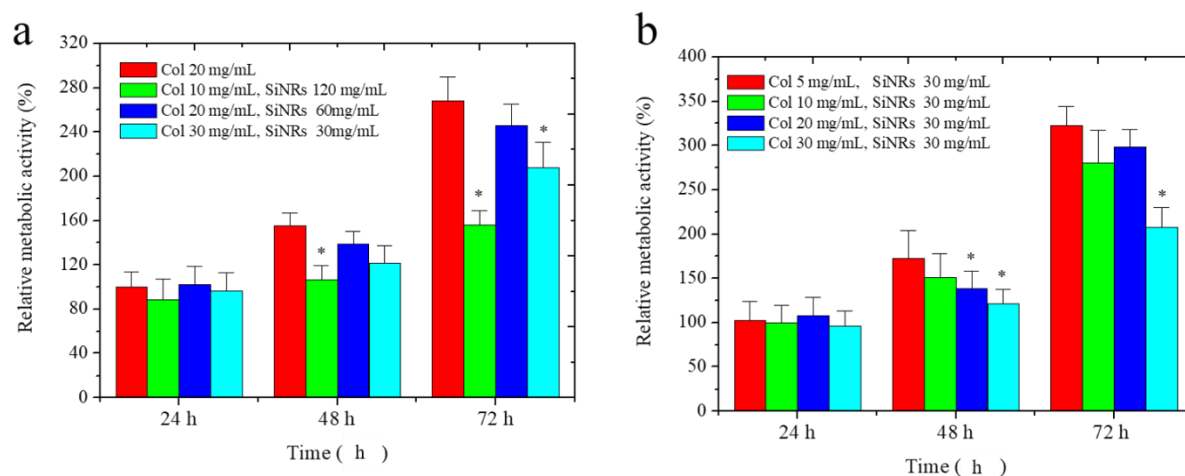 a
Relative metabolic activity (%)
320
280
240
200
160
120
80
40
0
Col 20 mg/mL
Col 10 mg/mL, SiNRs 120 mg/mL
Col 20 mg/mL, SiNRs 60mg/mL
Col 30 mg/mL, SiNRs 30mg/mL
*
*
*
24 h
48 h
72 h
Time ( h )
b
Relative metabolic activity (%)
400
350
300
250
200
150
100
50
0
Col 5 mg/mL, SiNRs 30 mg/mL
Col 10 mg/mL, SiNRs 30 mg/mL
Col 20 mg/mL, SiNRs 30 mg/mL
Col 30 mg/mL, SiNRs 30 mg/mL
*
*
*
24 h
48 h
72 h
Time ( h )